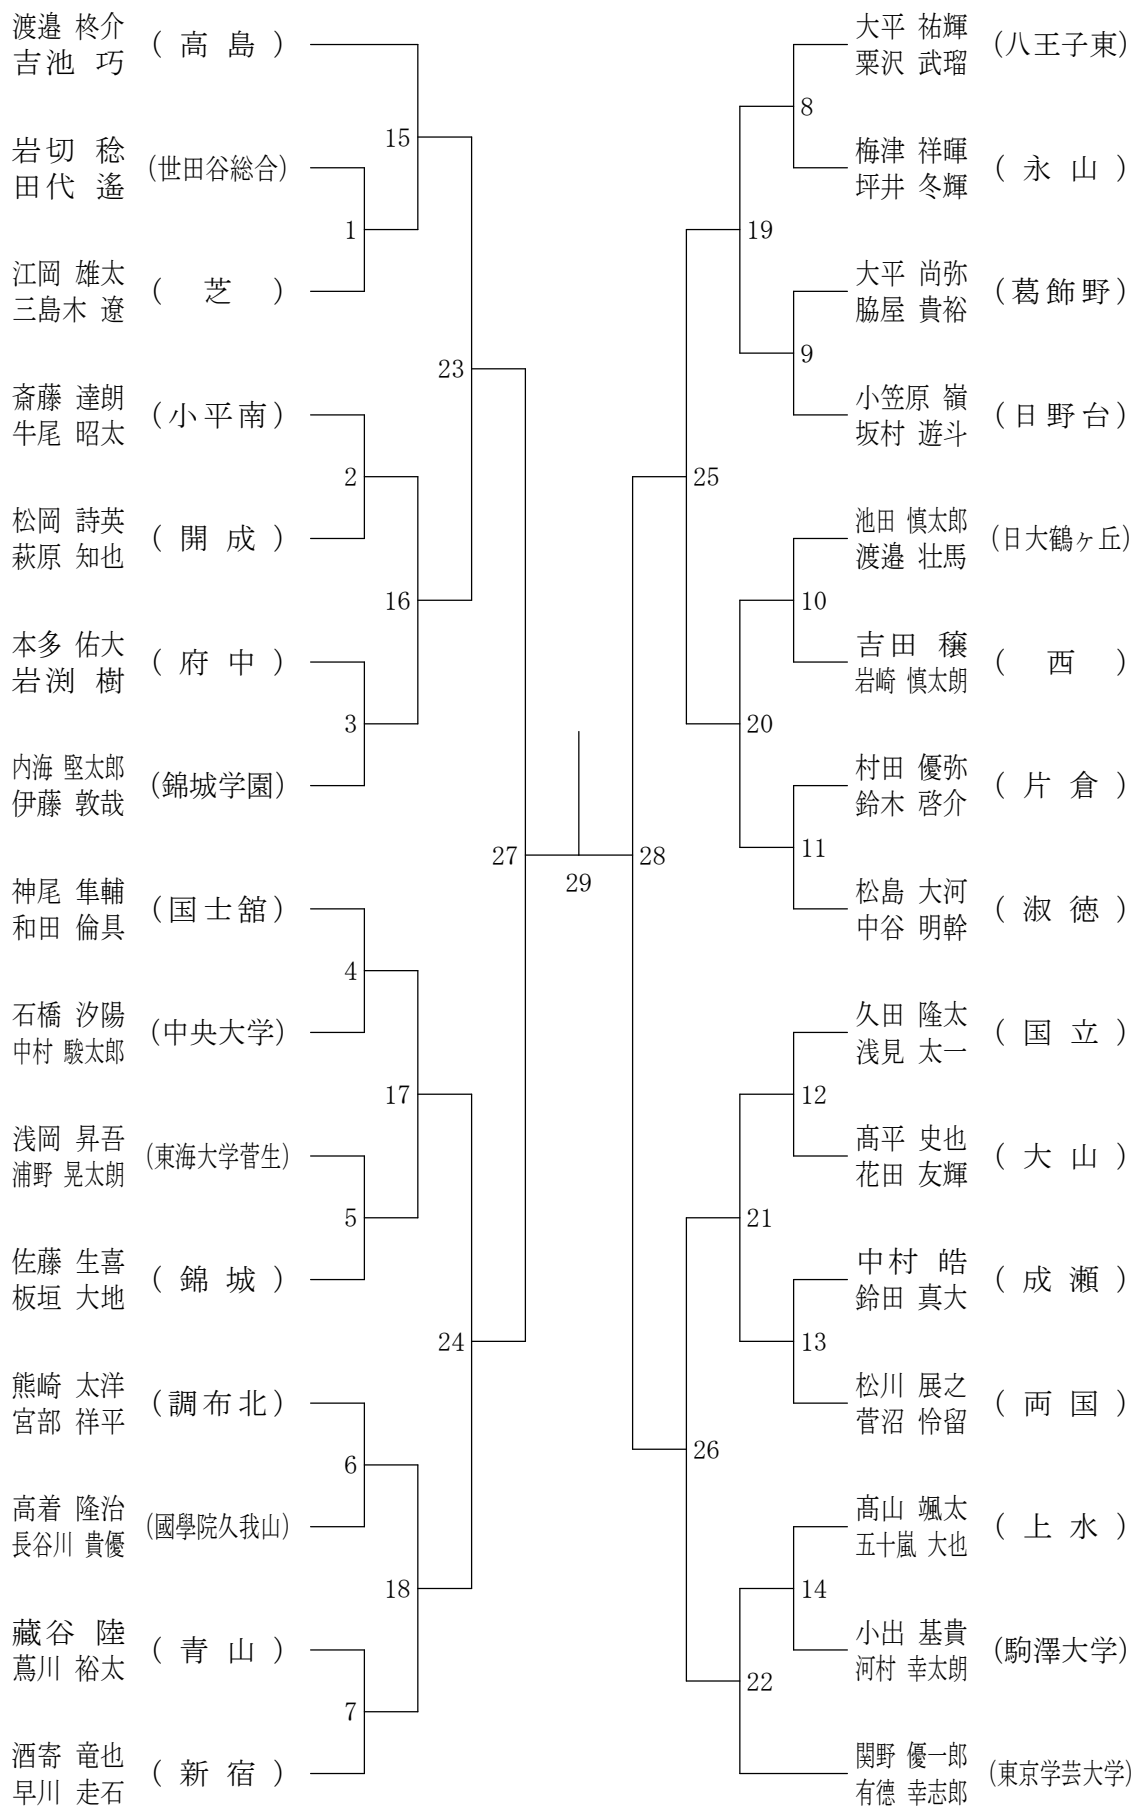 渡邉 柊介
吉池 巧
( 高 島 )
岩切 稔
田代 遙
(世田谷総合)
江岡 雄太
三島木 遼
( 芝 )
斎藤 達朗
牛尾 昭太
(小平南)
松岡 詩英
萩原 知也
( 開 成 )
本多 佑大
岩渕 樹
( 府 中 )
内海 堅太郎
伊藤 敦哉
(錦城学園)
神尾 隼輔
和田 倫具
(国士舘)
石橋 汐陽
中村 駿太郎
(中央大学)
浅岡 昇吾
浦野 晃太朗
(東海大学菅生)
佐藤 生喜
板垣 大地
( 錦 城 )
熊崎 太洋
宮部 祥平
(調布北)
高着 隆治
長谷川 貴優
(國學院久我山)
藏谷 陸
蔦川 裕太
( 青 山 )
酒寄 竜也
早川 走石
( 新 宿 )
1
2
3
4
5
6
7
15
16
17
18
23
24
27
29
28
25
26
19
20
21
22
8
9
10
11
12
13
14
大平 祐輝
粟沢 武瑠
(八王子東)
梅津 祥暉
坪井 冬輝
( 永 山 )
大平 尚弥
脇屋 貴裕
(葛飾野)
小笠原 嶺
坂村 遊斗
(日野台)
池田 慎太郎
渡邉 壮馬
(日大鶴ヶ丘)
吉田 穣
岩崎 慎太朗
( 西 )
村田 優弥
鈴木 啓介
( 片 倉 )
松島 大河
中谷 明幹
( 淑 徳 )
久田 隆太
浅見 太一
( 国 立 )
髙平 史也
花田 友輝
( 大 山 )
中村 皓
鈴田 真大
( 成 瀬 )
松川 展之
菅沼 怜留
( 両 国 )
髙山 颯太
五十嵐 大也
( 上 水 )
小出 基貴
河村 幸太朗
(駒澤大学)
関野 優一郎
有德 幸志郎
(東京学芸大学)